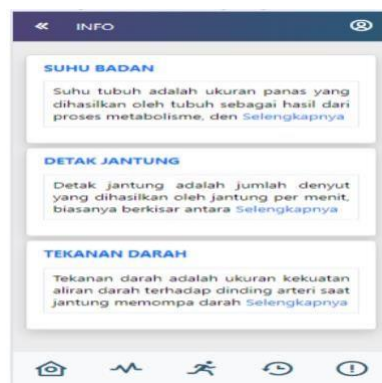 INFO
SUHU BADAN
Suhu tubuh adalah ukuran panas yang
dihasilkan oleh tubuh sebagai hasil dari
proses metabolisme, den Selengkapnya
DETAK JANTUNG
Detak jantung adalah jumlah denyut
yang dihasilkan oleh jantung per menit,
biasanya berkisar antara Selengkapnya
TEKANAN DARAH
Tekanan darah adalah ukuran kekuatan
aliran darah terhadap dinding arteri saat
jantung memompa darah Selengkapnya